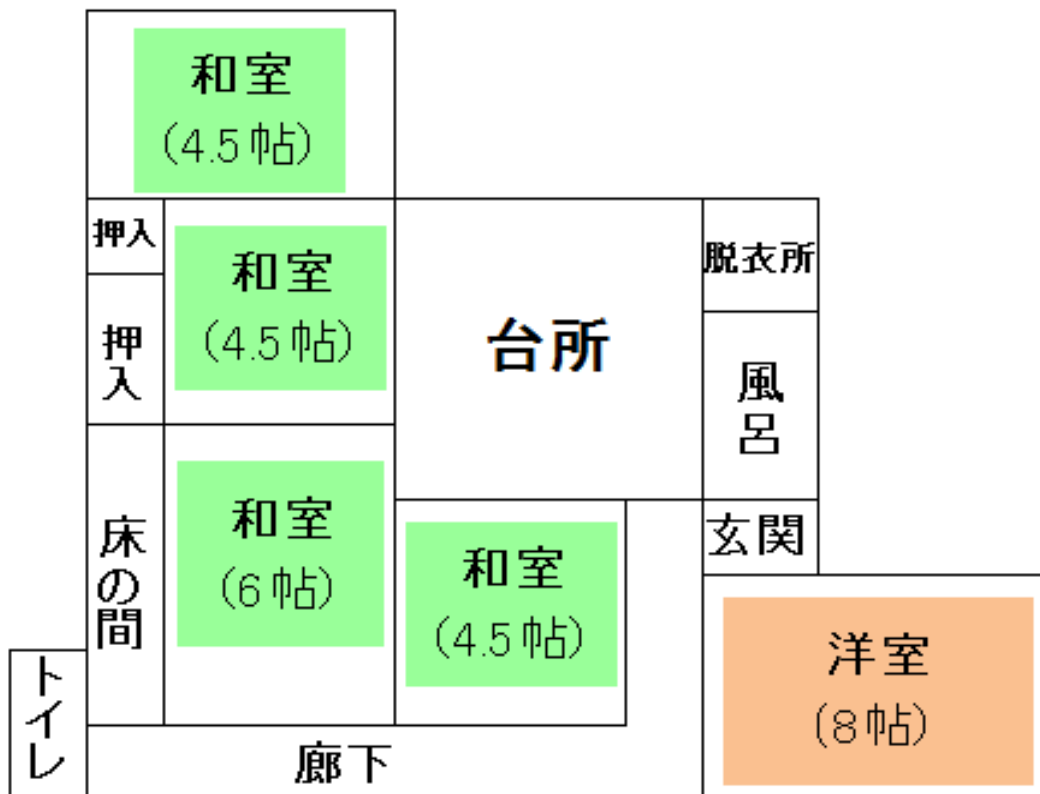 和室
(4.5帖)
押入
和室
(4.5帖)
台所
脱衣所
押入
風呂
床の間
和室
(6帖)
和室
(4.5帖)
玄関
洋室
(8帖)
トイレ
廊下